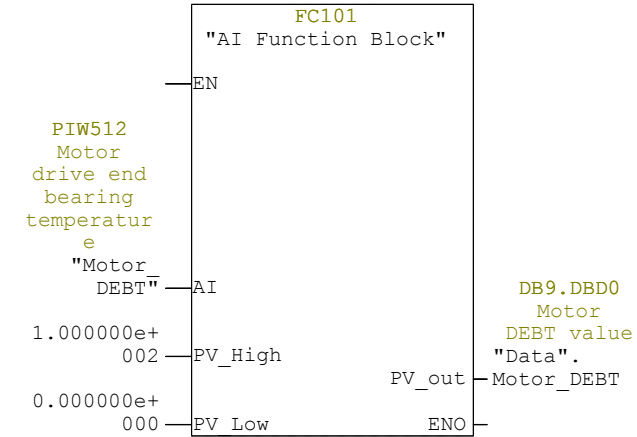 FC101
"AI Function Block"
EN
PIW512
Motor
drive end
bearing
temperatur
e
"Motor_
DEBT"
AI
1.000000e+
002
PV_High
0.000000e+
000
PV_Low
DB9.DBD0
Motor
DEBT value
"Data".
PV_out
Motor_DEBT
ENO